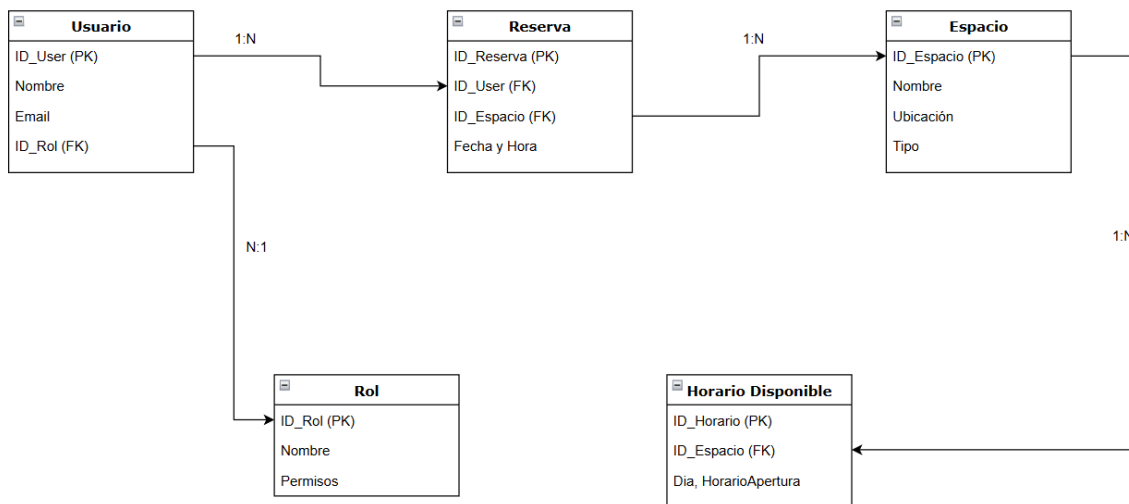 Usuario
ID_User (PK)
Nombre
Email
ID_Rol (FK)
1:N
Reserva
ID_Reserva (PK)
ID_User (FK)
ID_Espacio (FK)
Fecha y Hora
1:N
Espacio
ID_Espacio (PK)
Nombre
Ubicación
Tipo
N:1
1:N
Rol
ID_Rol (PK)
Nombre
Permisos
Horario Disponible
ID_Horario (PK)
ID_Espacio (FK)
Dia, HorarioApertura